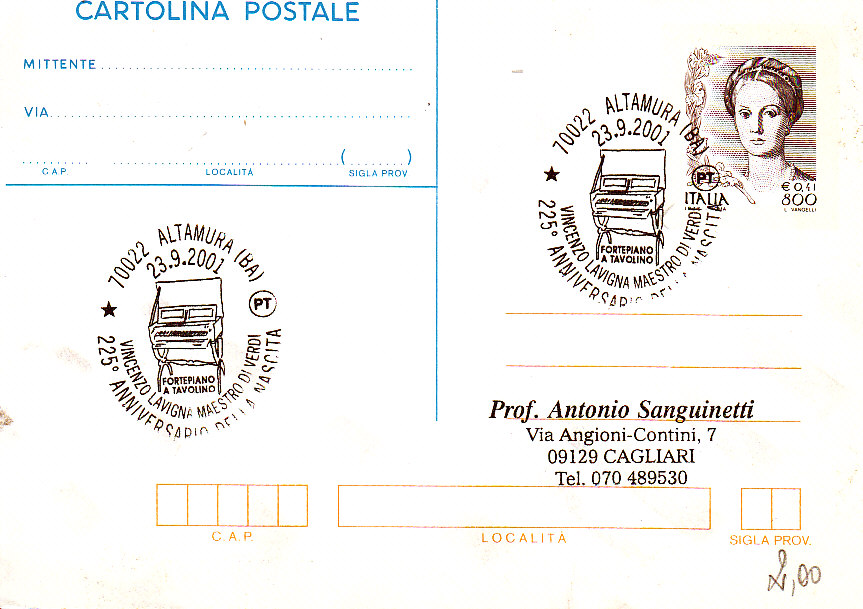 CARTOLINA POSTALE
MITTENTE
VIA
( )
C.A.P. LOCALITÀ SIGLA PROV
70022 ALTAMURA (BA)
23.9.2001
PT
FORTEPIANO
A TAVOLINO
VINCENZO LAVIGNA MAESTRO DI VERDI
225° ANNIVERSARIO DELLA NASCITA
€ 0,41
ITALIA 800
L. VANGELLI
70022 ALTAMURA (BA)
23.9.2001
PT
FORTEPIANO
A TAVOLINO
VINCENZO LAVIGNA MAESTRO DI VERDI
225° ANNIVERSARIO DELLA NASCITA
Prof. Antonio Sanguinetti
Via Angioni-Contini, 7
09129 CAGLIARI
Tel. 070 489530
C.A.P. LOCALITÀ SIGLA PROV.
2,00